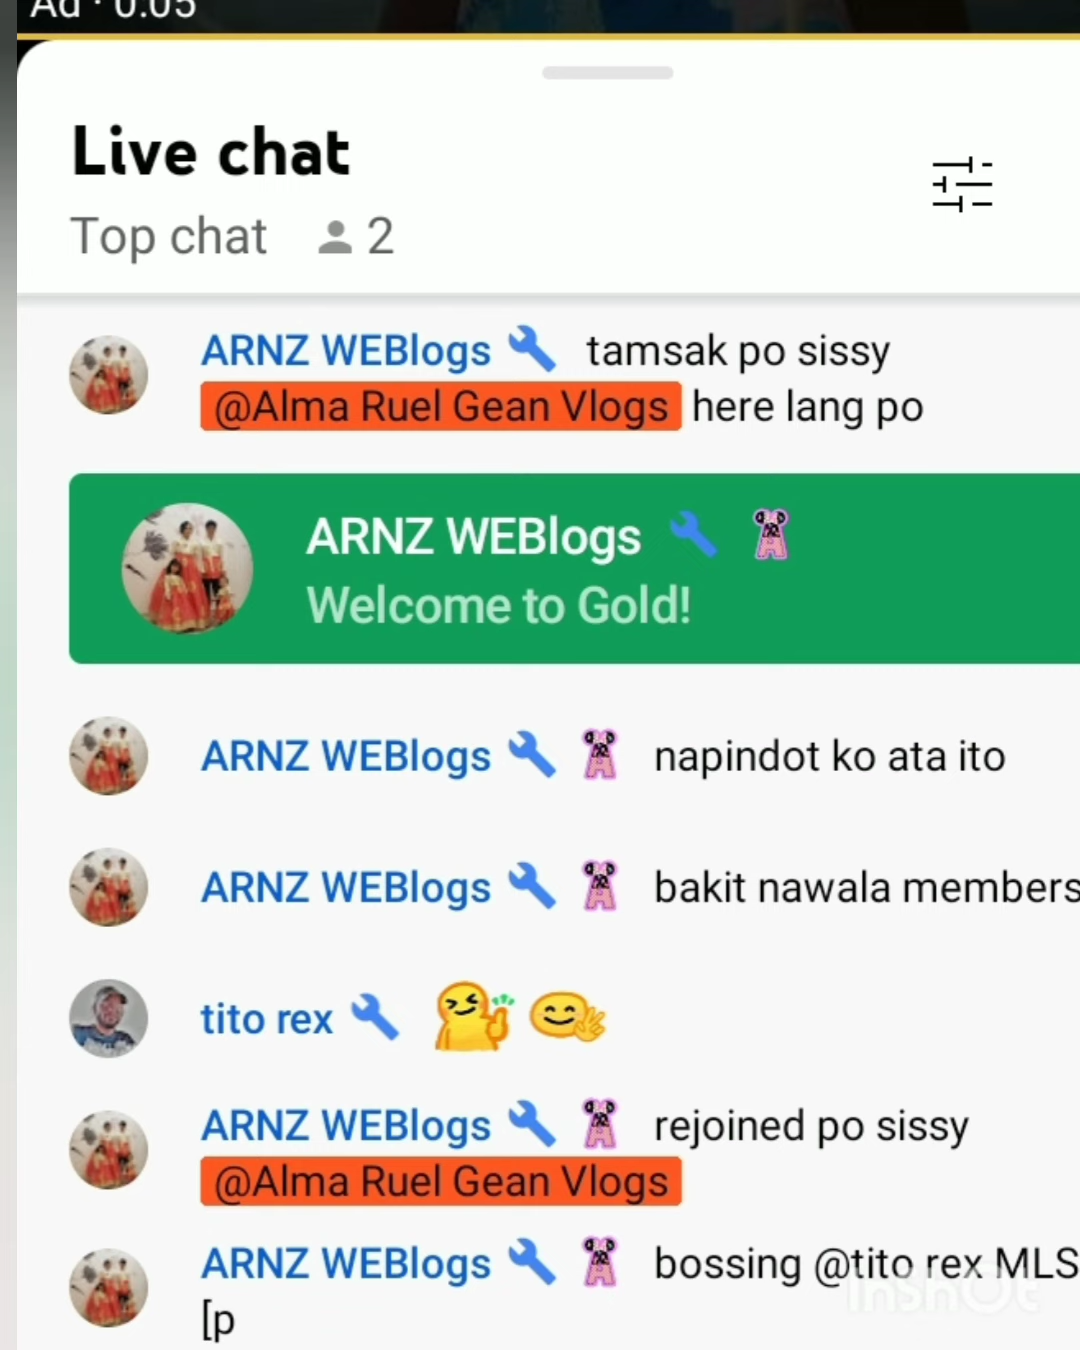 Ad · 0:05
Live chat
Top chat 2
ARNZ WEBlogs tamsak po sissy
@Alma Ruel Gean Vlogs here lang po
ARNZ WEBlogs
Welcome to Gold!
ARNZ WEBlogs napindot ko ata ito
ARNZ WEBlogs bakit nawala members
tito rex
ARNZ WEBlogs rejoined po sissy
@Alma Ruel Gean Vlogs
ARNZ WEBlogs bossing @tito rex MLS
[p
InShOt